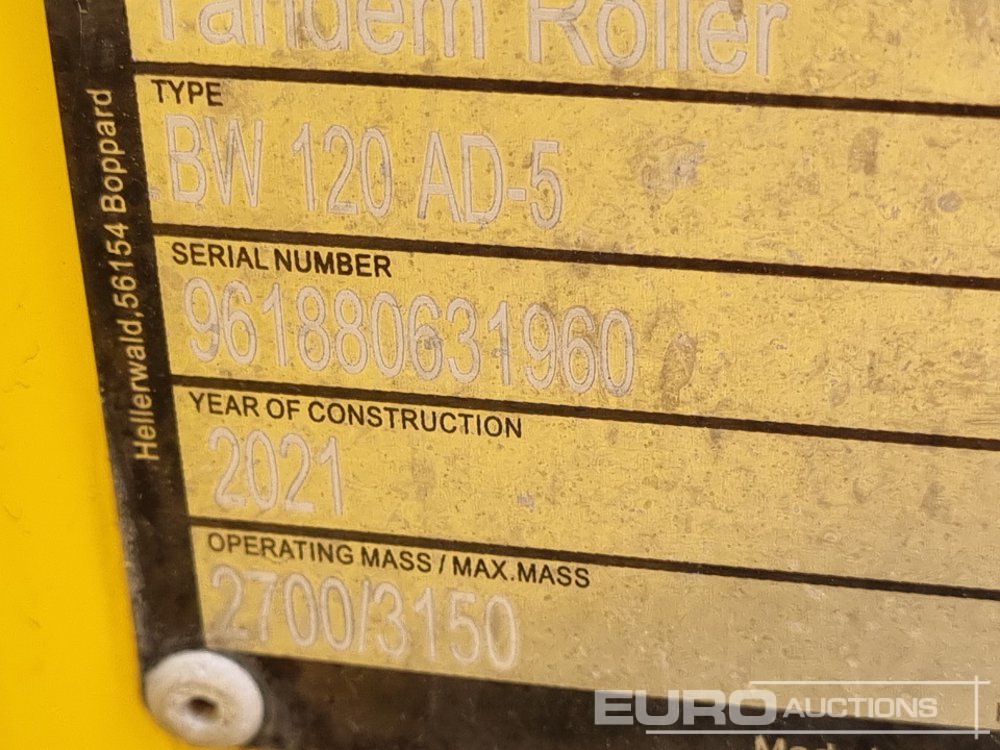 Tandem Roller
TYPE
BW 120 AD-5
SERIAL NUMBER
961880631960
YEAR OF CONSTRUCTION
2021
OPERATING MASS / MAX.MASS
2700/3150
Hellerwald,56154 Boppard
EURO AUCTIONS